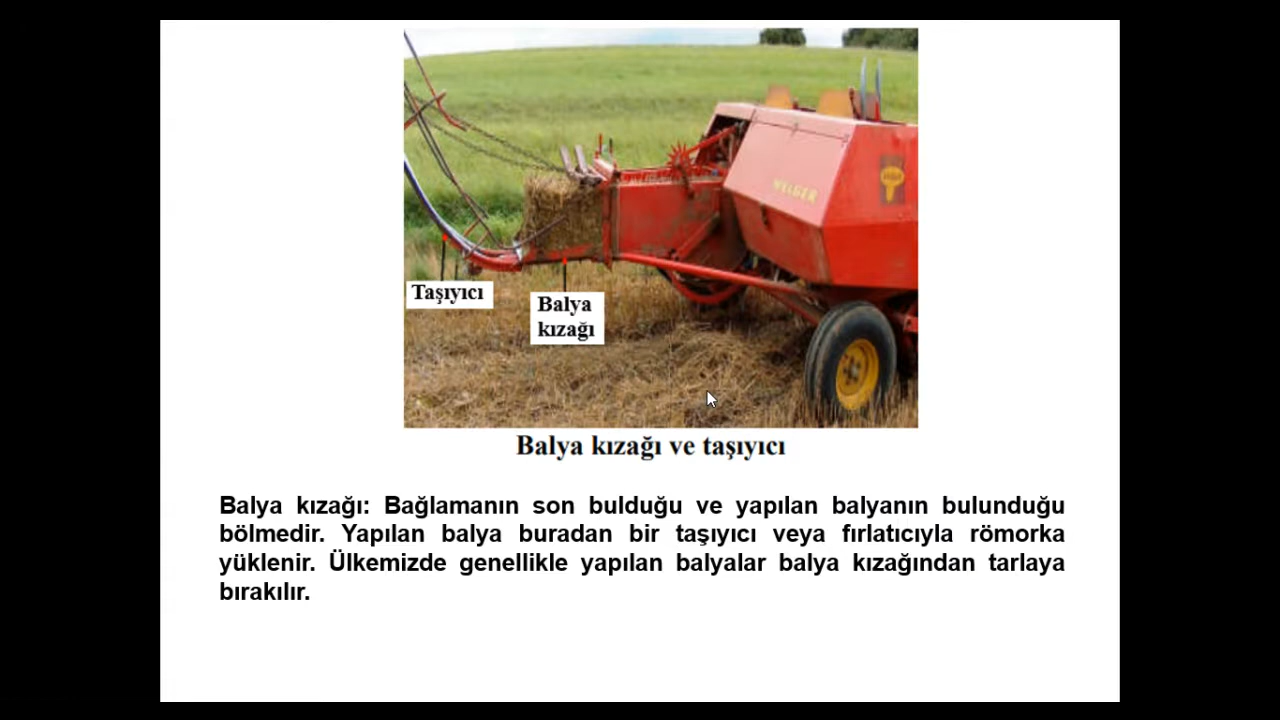 WELGER
Taşıyıcı
Balya
kızağı
Balya kızağı ve taşıyıcı
Balya kızağı: Bağlamanın son bulduğu ve yapılan balyanın bulunduğu
bölmedir. Yapılan balya buradan bir taşıyıcı veya fırlatıcıyla römorka
yüklenir. Ülkemizde genellikle yapılan balyalar balya kızağından tarlaya
bırakılır.